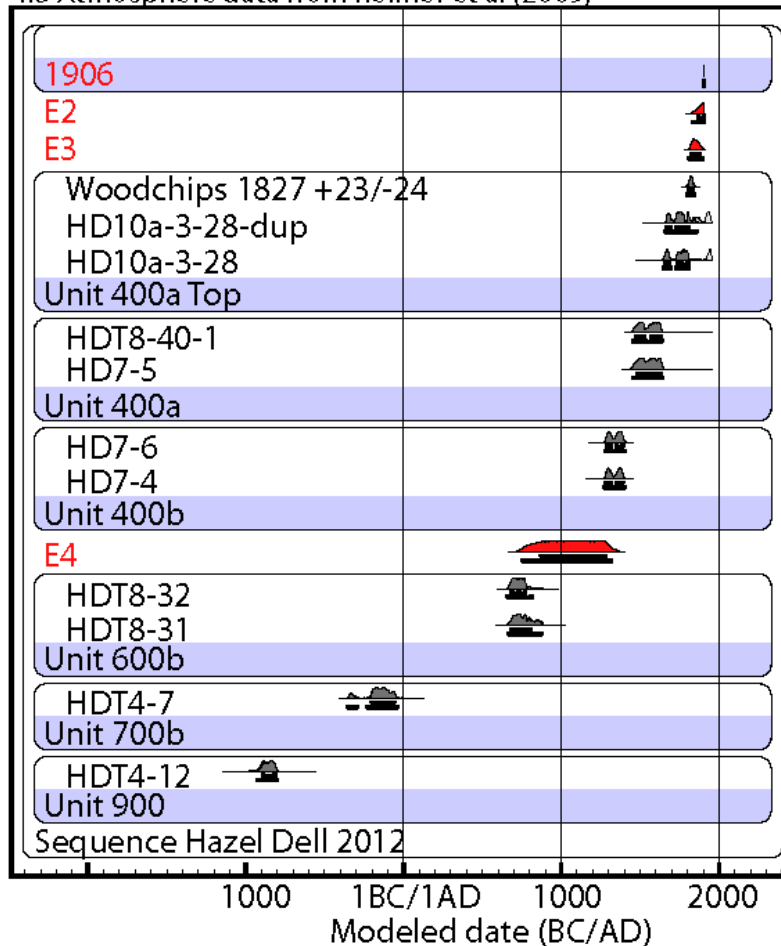 1906
E2
E3
Woodchips 1827 +23/-24
HD10a-3-28-dup
HD10a-3-28
Unit 400a Top
HDT8-40-1
HD7-5
Unit 400a
HD7-6
HD7-4
Unit 400b
E4
HDT8-32
HDT8-31
Unit 600b
HDT4-7
Unit 700b
HDT4-12
Unit 900
Sequence Hazel Dell 2012
1000 1BC/1AD 1000 2000
Modeled date (BC/AD)